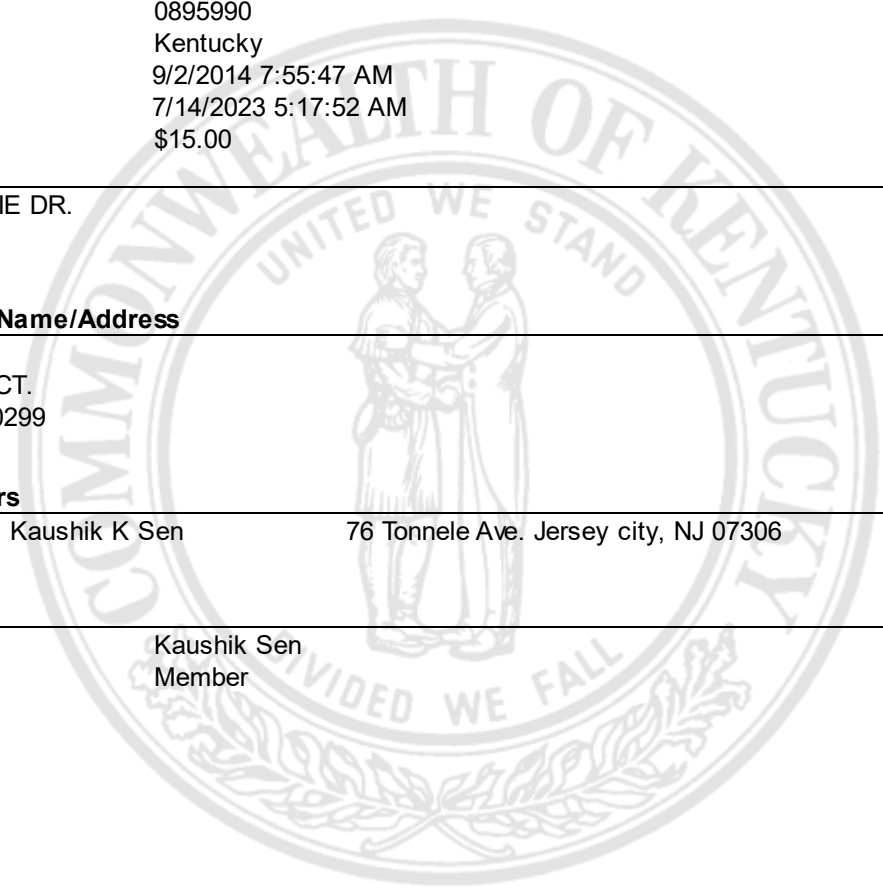 0895990
Kentucky
9/2/2014 7:55:47 AM
7/14/2023 5:17:52 AM
$15.00
IE DR.
Name/Address
CT.
0299
rs
Kaushik K Sen 76 Tonnele Ave. Jersey city, NJ 07306
Kaushik Sen
Member
COMMONWEALTH OF KENTUCKY
UNITED WE STAND
DIVIDED WE FALL